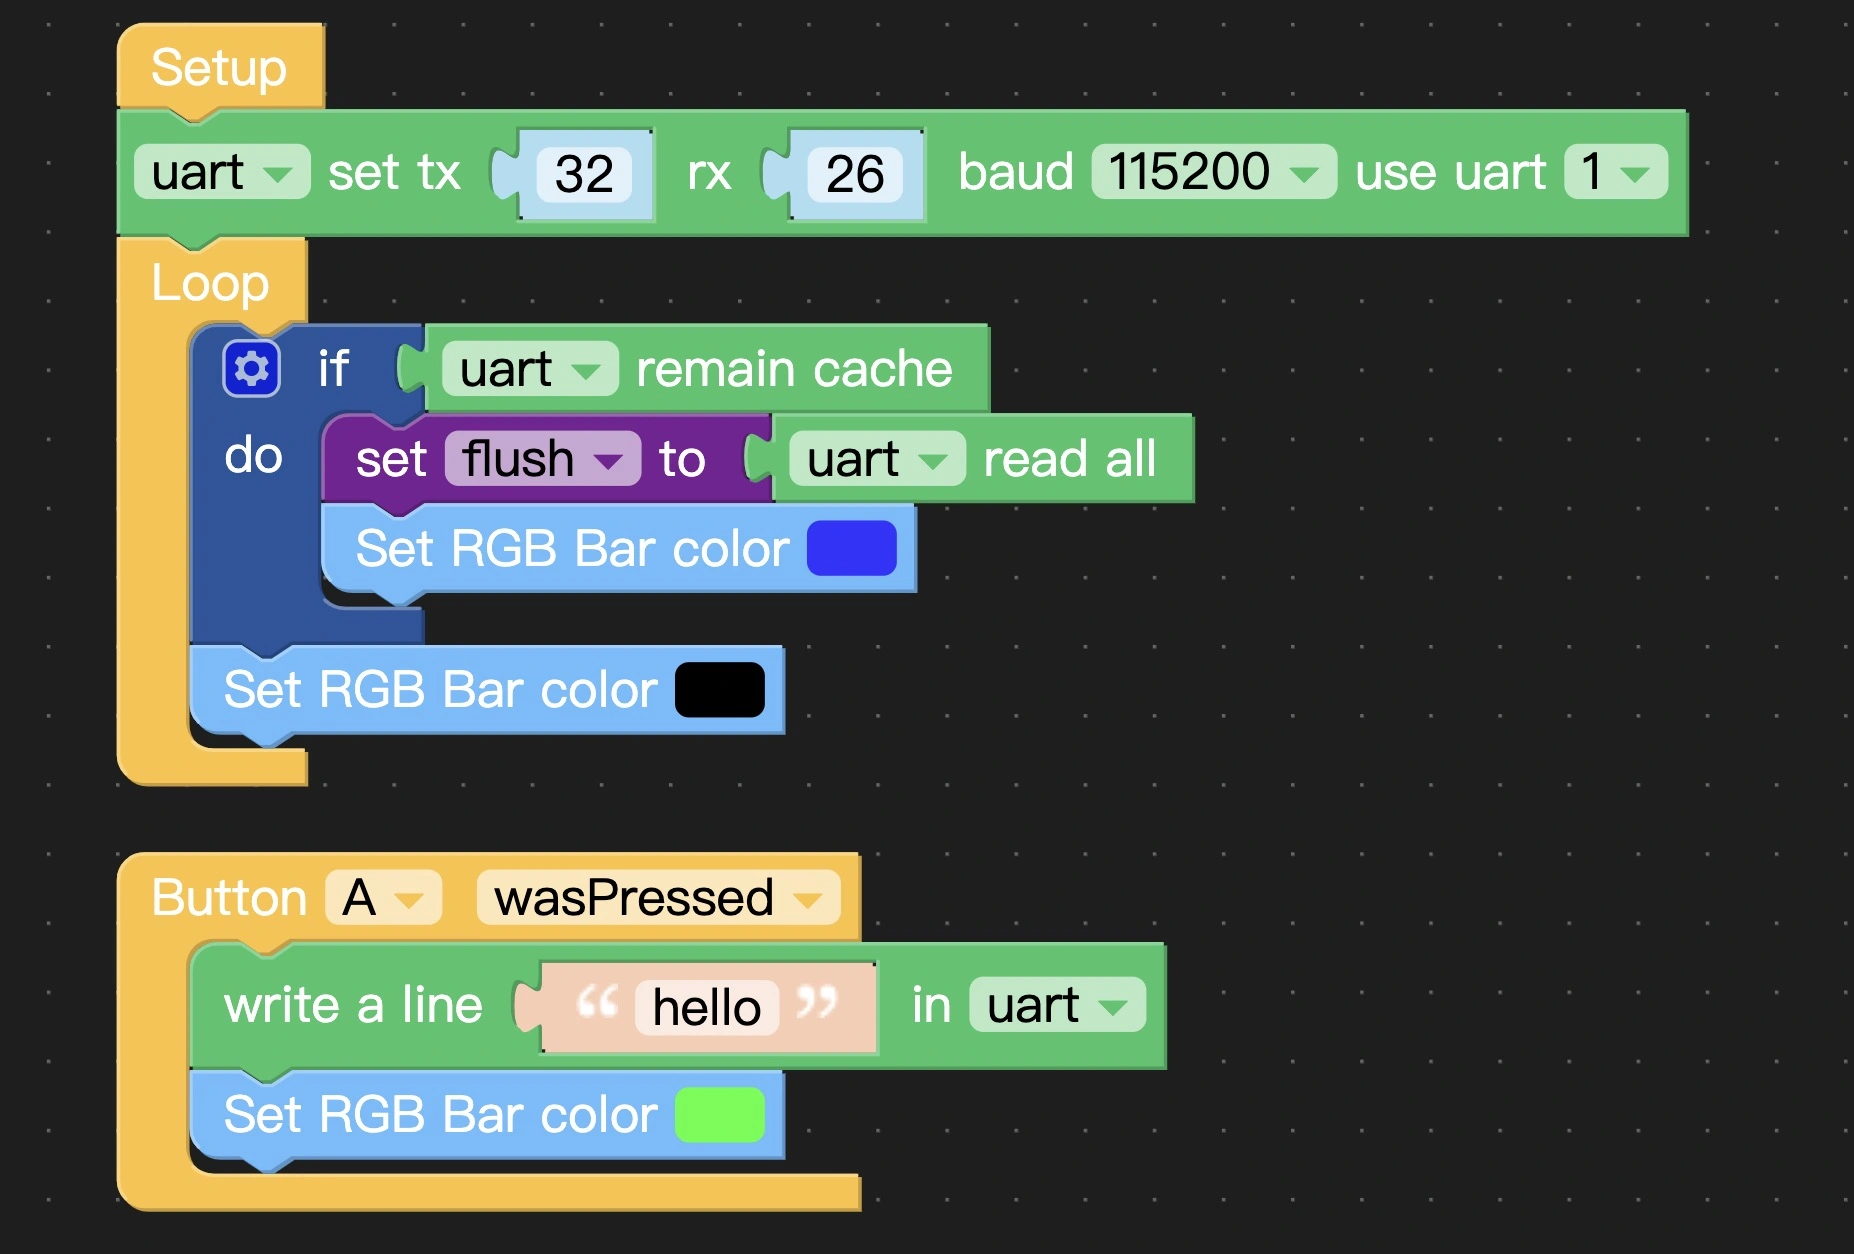 Setup
uart set tx 32 rx 26 baud 115200 use uart 1
Loop
if uart remain cache
do set flush to uart read all
Set RGB Bar color
Set RGB Bar color
Button A wasPressed
write a line “ hello ” in uart
Set RGB Bar color